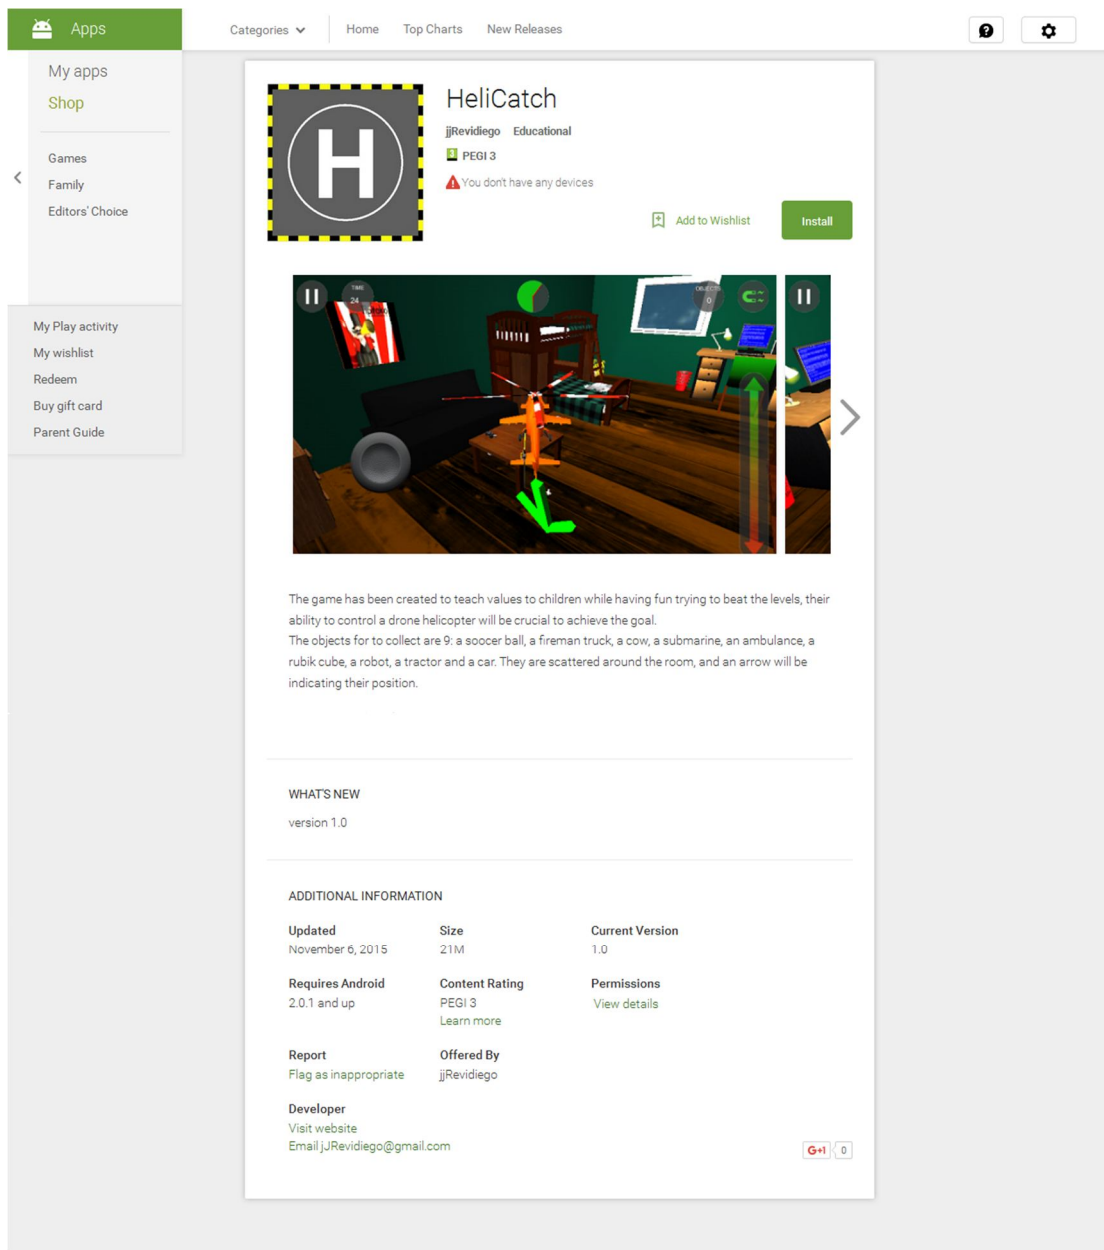 Apps
Categories
Home
Top Charts
New Releases
My apps
Shop
Games
Family
Editors' Choice
My Play activity
My wishlist
Redeem
Buy gift card
Parent Guide
H
HeliCatch
jjRevidiego Educational
3 PEGI 3
You don't have any devices
Add to Wishlist
Install
TIME
24
OBJECTS
0
The game has been created to teach values to children while having fun trying to beat the levels, their
ability to control a drone helicopter will be crucial to achieve the goal.
The objects for to collect are 9: a soocer ball, a fireman truck, a cow, a submarine, an ambulance, a
rubik cube, a robot, a tractor and a car. They are scattered around the room, and an arrow will be
indicating their position.
WHAT'S NEW
version 1.0
ADDITIONAL INFORMATION
Updated
November 6, 2015
Size
21M
Current Version
1.0
Requires Android
2.0.1 and up
Content Rating
PEGI 3
Learn more
Permissions
View details
Report
Flag as inappropriate
Offered By
jjRevidiego
Developer
Visit website
Email jJRevidiego@gmail.com
G+1 0